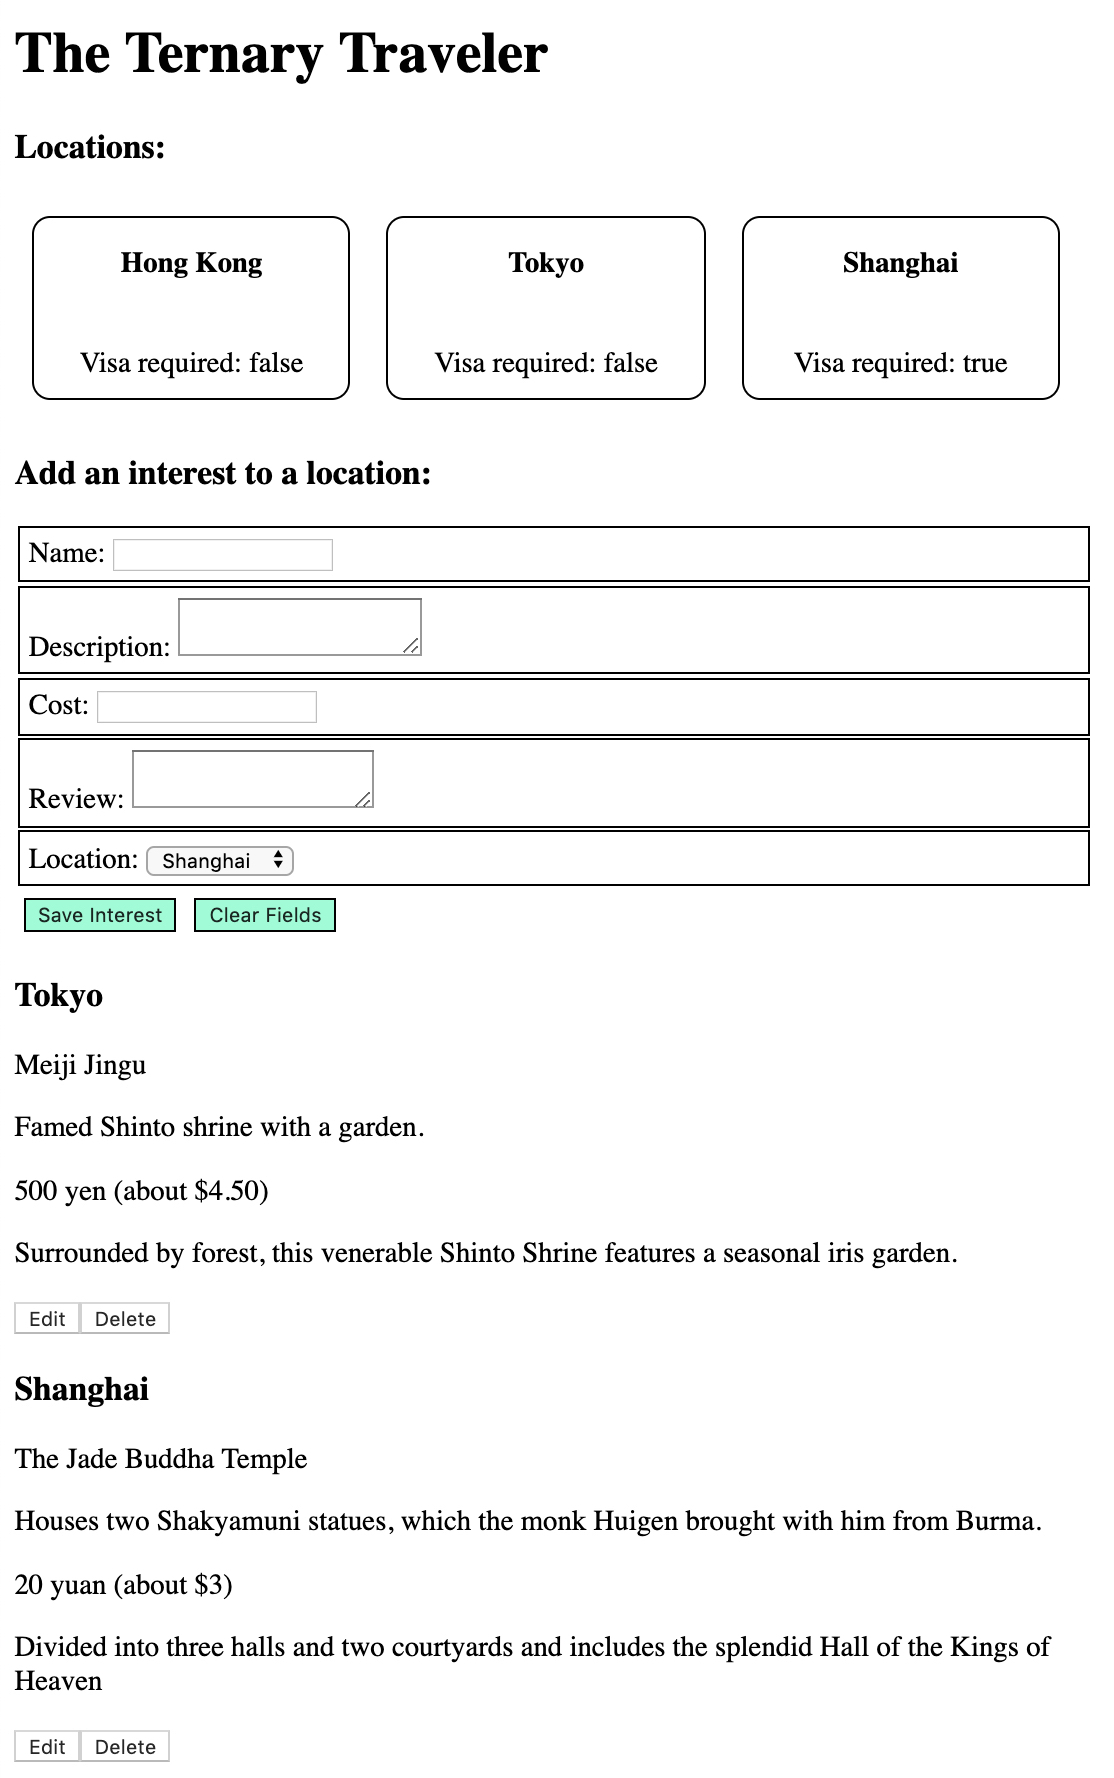 The Ternary Traveler
Locations:
Hong Kong
Visa required: false
Tokyo
Visa required: false
Shanghai
Visa required: true
Add an interest to a location:
Name:
Description:
Cost:
Review:
Location: Shanghai
Save Interest Clear Fields
Tokyo
Meiji Jingu
Famed Shinto shrine with a garden.
500 yen (about $4.50)
Surrounded by forest, this venerable Shinto Shrine features a seasonal iris garden.
Edit Delete
Shanghai
The Jade Buddha Temple
Houses two Shakyamuni statues, which the monk Huigen brought with him from Burma.
20 yuan (about $3)
Divided into three halls and two courtyards and includes the splendid Hall of the Kings of
Heaven
Edit Delete